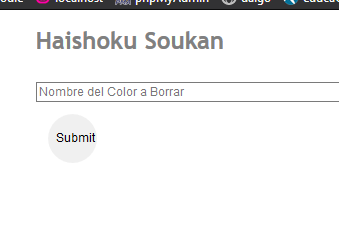 localhost
phpMyAdmin
Haishoku Soukan
Nombre del Color a Borrar
Submit